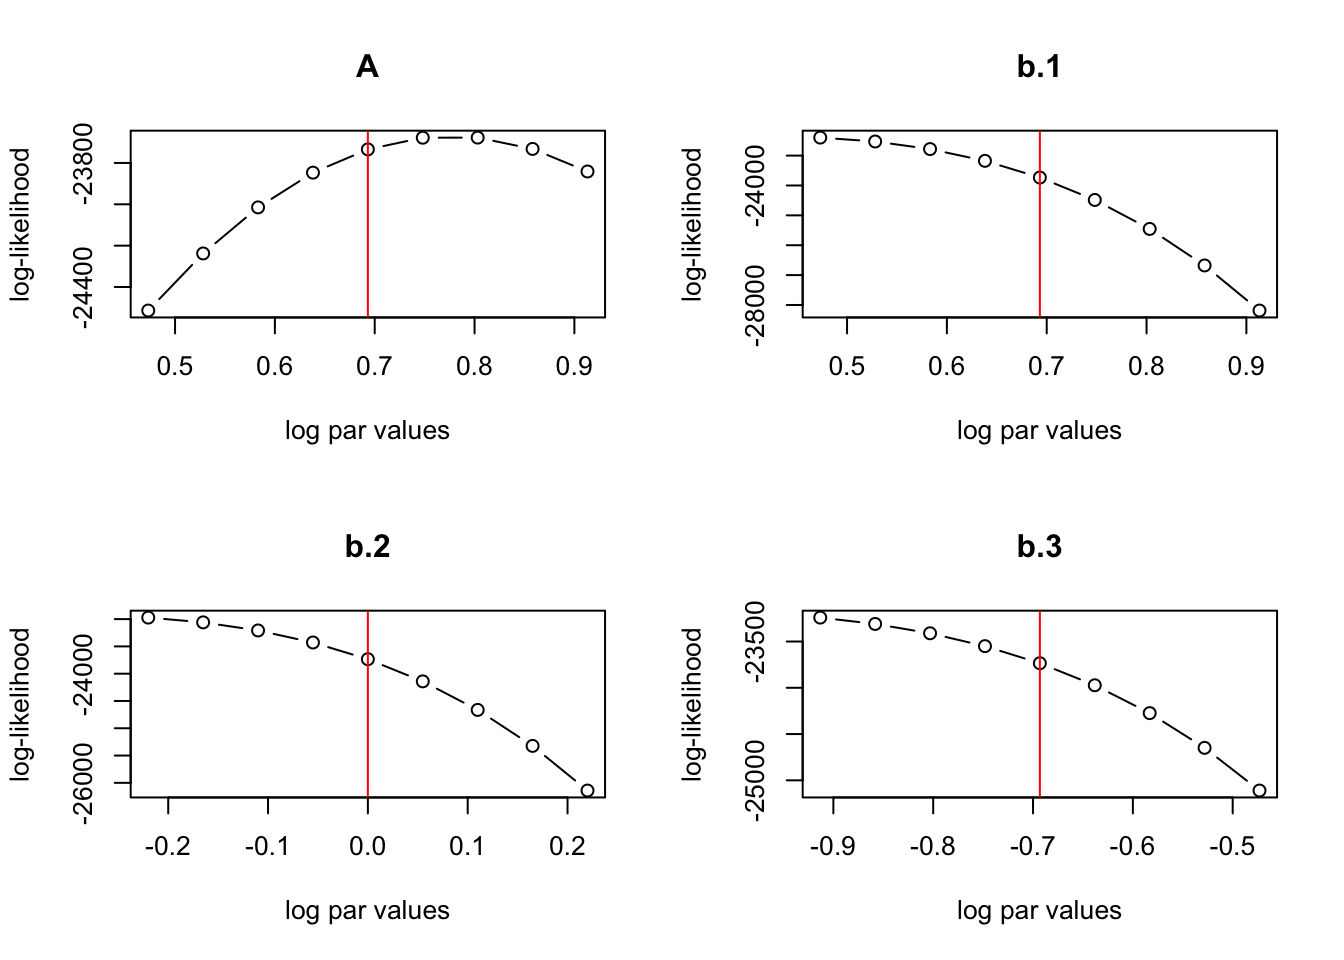 A
log-likelihood
-23800
-24400
0.5 0.6 0.7 0.8 0.9
log par values
b.1
log-likelihood
-24000
-28000
0.5 0.6 0.7 0.8 0.9
log par values
b.2
log-likelihood
-24000
-26000
-0.2 -0.1 0.0 0.1 0.2
log par values
b.3
log-likelihood
-23500
-25000
-0.9 -0.8 -0.7 -0.6 -0.5
log par values